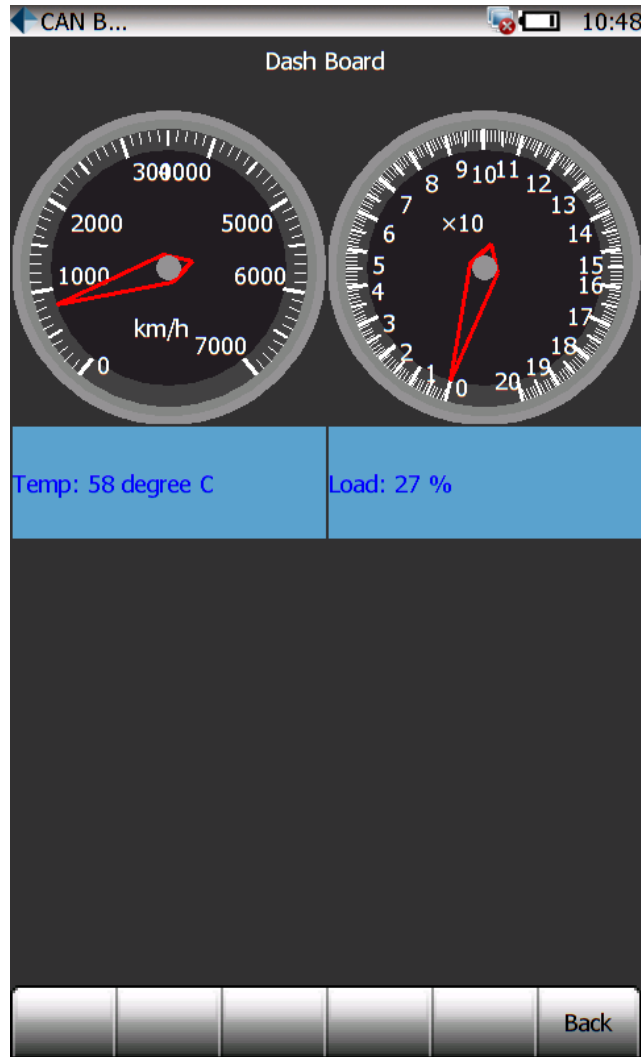 CAN B... 10:48
Dash Board
0 1000 2000 3000 4000 5000 6000 7000
km/h
0 1 2 3 4 5 6 7 8 9 10 11 12 13 14 15 16 17 18 19 20
×10
Temp: 58 degree C
Load: 27 %
Back